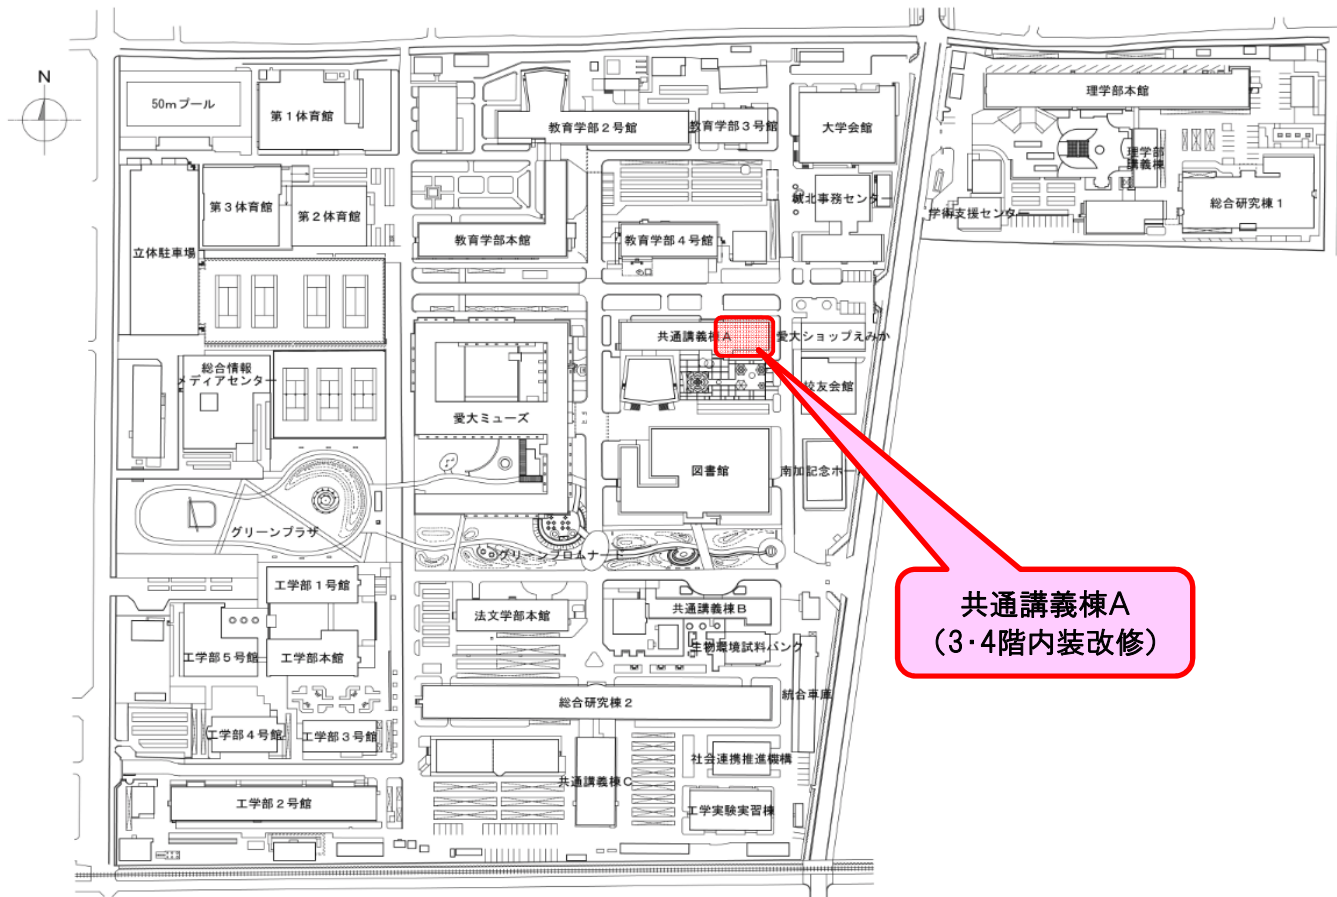 N
50mプール
第1体育館
教育学部2号館
教育学部3号館
大学会館
理学部本館
理学部
講義棟
第3体育館
第2体育館
城北事務センター
学術支援センター
総合研究棟1
立体駐車場
教育学部本館
教育学部4号館
共通講義棟A
愛大ショップえみか
総合情報
メディアセンター
校友会館
愛大ミューズ
図書館
南加記念ホール
グリーンプラザ
グリーンプロムナード
工学部1号館
法文学部本館
共通講義棟B
共通講義棟A
(3・4階内装改修)
工学部5号館
工学部本館
生物環境試料バンク
総合研究棟2
統合車庫
工学部4号館
工学部3号館
社会連携推進機構
共通講義棟C
工学部2号館
工学実験実習棟